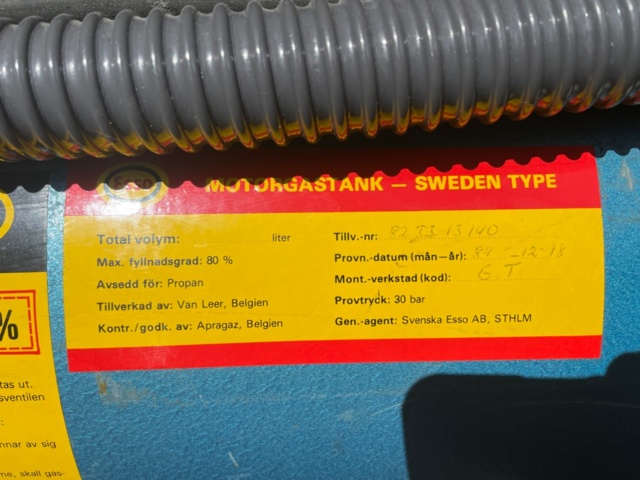 Esso
MOTORGASTANK – SWEDEN TYPE
Total volym: liter
Max. fyllnadsgrad: 80 %
Avsedd för: Propan
Tillverkad av: Van Leer, Belgien
Kontr./godk. av: Apragaz, Belgien
Tillv.-nr: 82 33 13140
Provn.-datum (mån–år): 84 -12-18
Mont.-verkstad (kod): G.T
Provtryck: 30 bar
Gen.-agent: Svenska Esso AB, STHLM
%
tas ut.
sventilen
:
nnar av sig
me, skall gas-